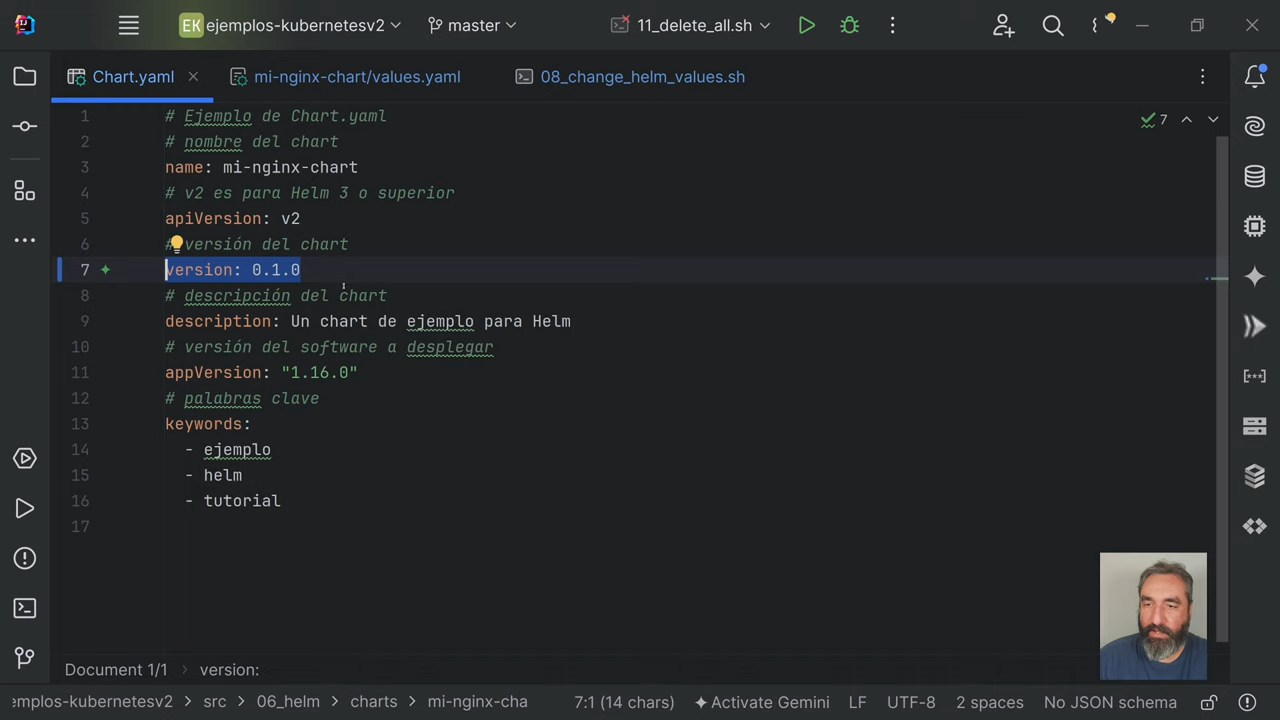 EK ejemplos-kubernetesv2 master 11_delete_all.sh
Chart.yaml mi-nginx-chart/values.yaml 08_change_helm_values.sh
1 # Ejemplo de Chart.yaml 7
2 # nombre del chart
3 name: mi-nginx-chart
4 # v2 es para Helm 3 o superior
5 apiVersion: v2
6 # versión del chart
7 version: 0.1.0
8 # descripción del chart
9 description: Un chart de ejemplo para Helm
10 # versión del software a desplegar
11 appVersion: "1.16.0"
12 # palabras clave
13 keywords:
14 - ejemplo
15 - helm
16 - tutorial
17
Document 1/1 version:
emplos-kubernetesv2 src 06_helm charts mi-nginx-cha 7:1 (14 chars) Activate Gemini LF UTF-8 2 spaces No JSON schema